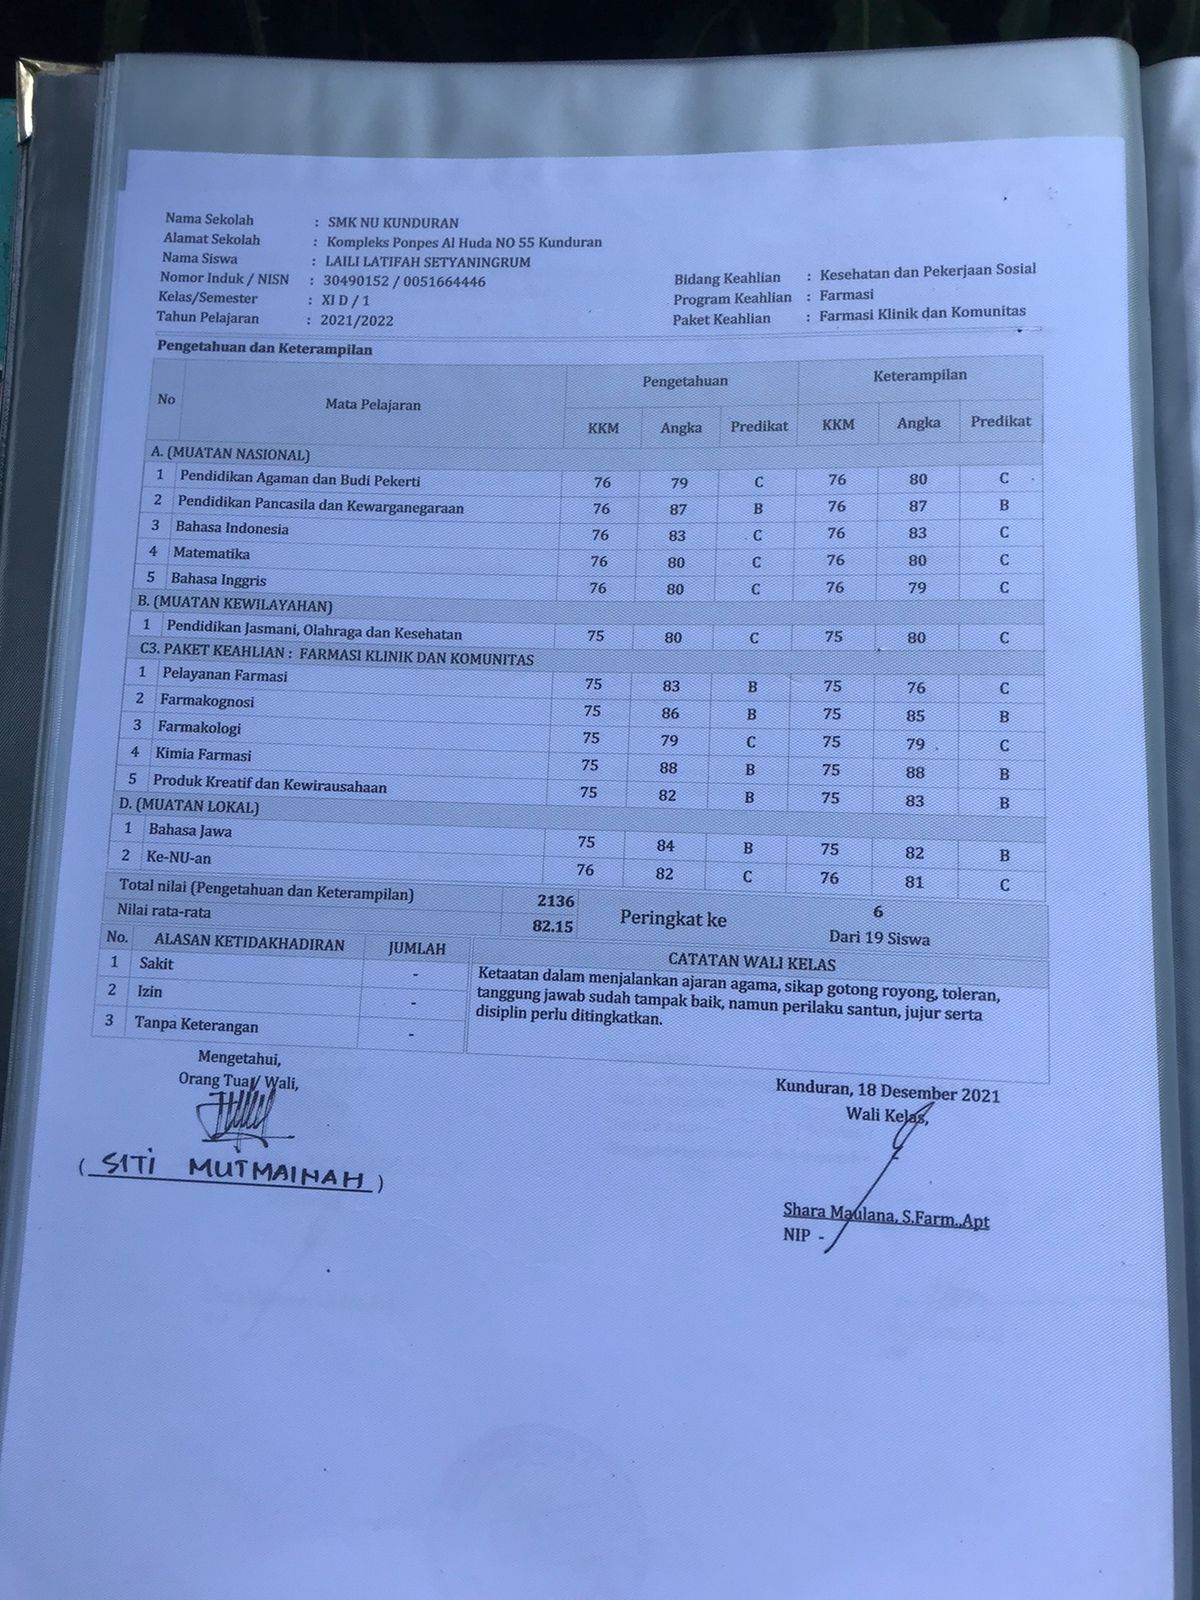 Nama Sekolah : SMK NU KUNDURAN
Alamat Sekolah : Kompleks Ponpes Al Huda NO 55 Kunduran
Nama Siswa : LAILI LATIFAH SETYANINGRUM
Nomor Induk / NISN : 30490152 / 0051664446
Kelas/Semester : XI D / 1
Tahun Pelajaran : 2021/2022
Bidang Keahlian : Kesehatan dan Pekerjaan Sosial
Program Keahlian : Farmasi
Paket Keahlian : Farmasi Klinik dan Komunitas
Pengetahuan dan Keterampilan
No Mata Pelajaran Pengetahuan Keterampilan
KKM Angka Predikat KKM Angka Predikat
A. (MUATAN NASIONAL)
1 Pendidikan Agaman dan Budi Pekerti 76 79 C 76 80 C
2 Pendidikan Pancasila dan Kewarganegaraan 76 87 B 76 87 B
3 Bahasa Indonesia 76 83 C 76 83 C
4 Matematika 76 80 C 76 80 C
5 Bahasa Inggris 76 80 C 76 79 C
B. (MUATAN KEWILAYAHAN)
1 Pendidikan Jasmani, Olahraga dan Kesehatan 75 80 C 75 80 C
C3. PAKET KEAHLIAN : FARMASI KLINIK DAN KOMUNITAS
1 Pelayanan Farmasi 75 83 B 75 76 C
2 Farmakognosi 75 86 B 75 85 B
3 Farmakologi 75 79 C 75 79 C
4 Kimia Farmasi 75 88 B 75 88 B
5 Produk Kreatif dan Kewirausahaan 75 82 B 75 83 B
D. (MUATAN LOKAL)
1 Bahasa Jawa 75 84 B 75 82 B
2 Ke-NU-an 76 82 C 76 81 C
Total nilai (Pengetahuan dan Keterampilan) 2136
Nilai rata-rata 82.15
Peringkat ke 6
Dari 19 Siswa
No. ALASAN KETIDAKHADIRAN JUMLAH
1 Sakit -
2 Izin -
3 Tanpa Keterangan -
CATATAN WALI KELAS
Ketaatan dalam menjalankan ajaran agama, sikap gotong royong, toleran,
tanggung jawab sudah tampak baik, namun perilaku santun, jujur serta
disiplin perlu ditingkatkan.
Mengetahui,
Orang Tua/ Wali,
( SITI MUTMAINAH )
Kunduran, 18 Desember 2021
Wali Kelas,
Shara Maulana, S.Farm.,Apt
NIP -